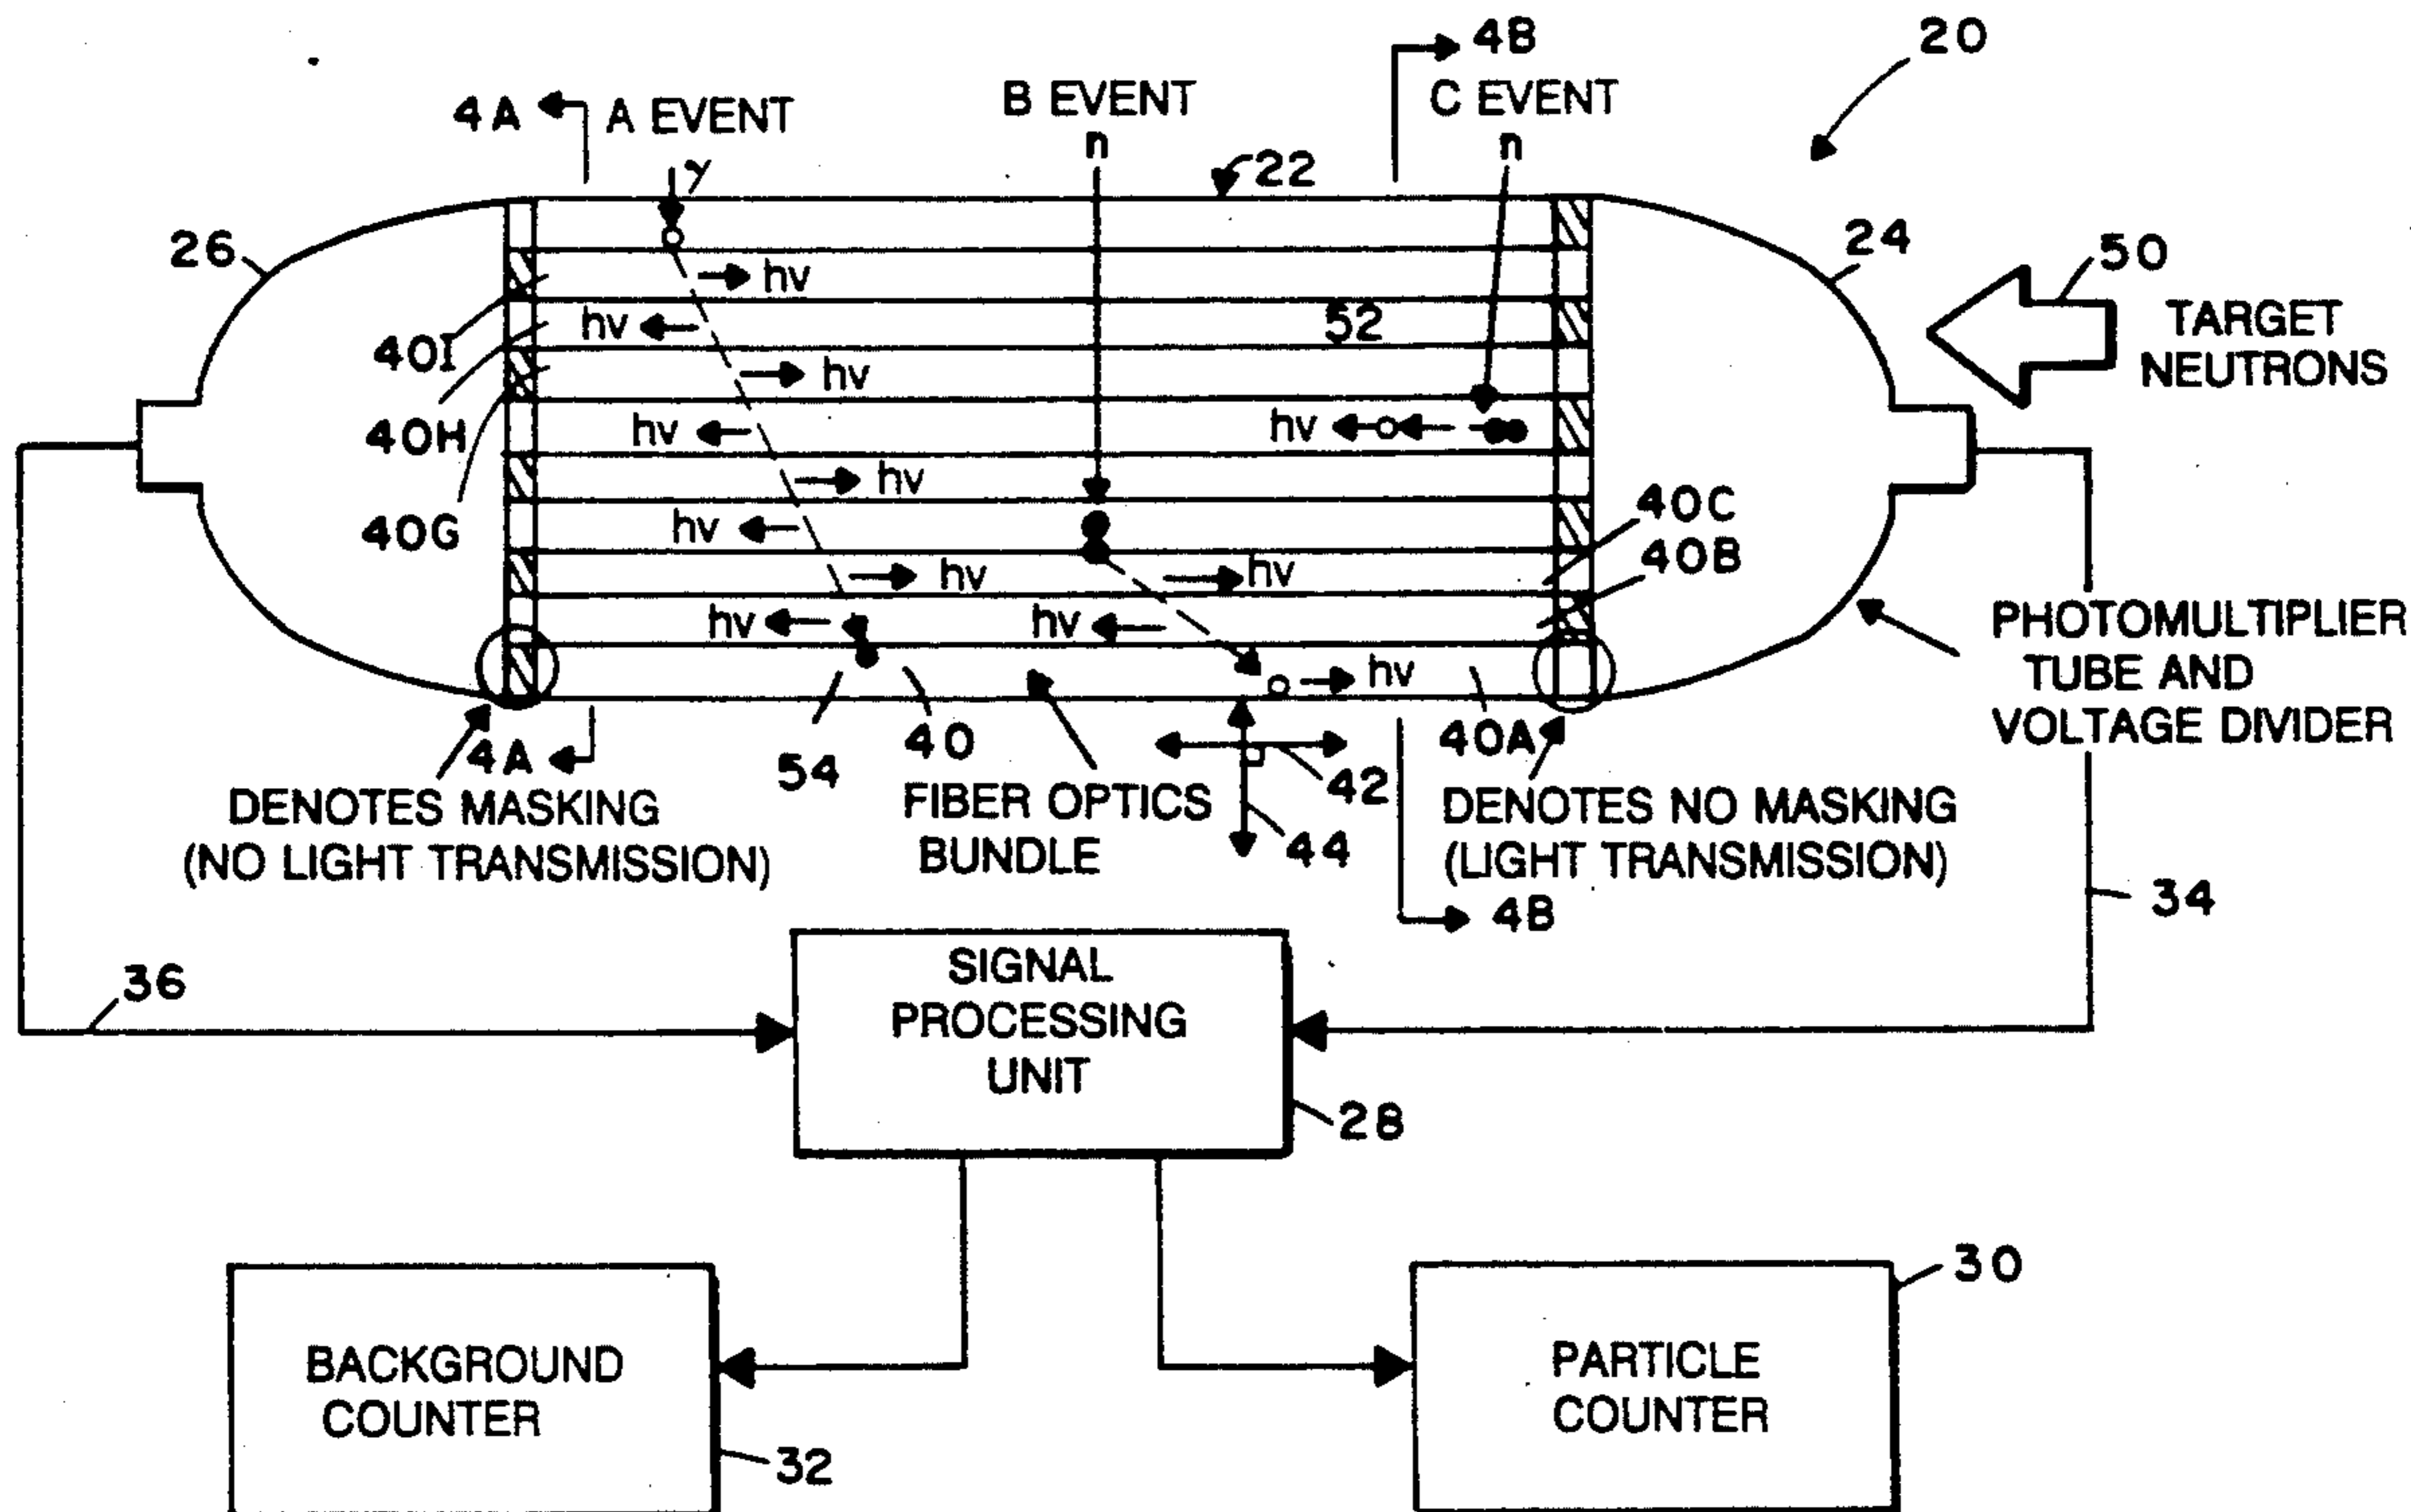 20
4B
4A
A EVENT
B EVENT
C EVENT
γ
n
n
22
26
24
50
TARGET
NEUTRONS
hv
hv
52
40I
hv
40H
hv
hv
hv
40G
hv
40C
hv
hv
40B
hv
hv
hv
PHOTOMULTIPLIER
TUBE AND
VOLTAGE DIVIDER
4A
54
40
42
40A
44
DENOTES MASKING
(NO LIGHT TRANSMISSION)
FIBER OPTICS
BUNDLE
DENOTES NO MASKING
(LIGHT TRANSMISSION)
4B
34
36
SIGNAL
PROCESSING
UNIT
28
30
BACKGROUND
COUNTER
32
PARTICLE
COUNTER